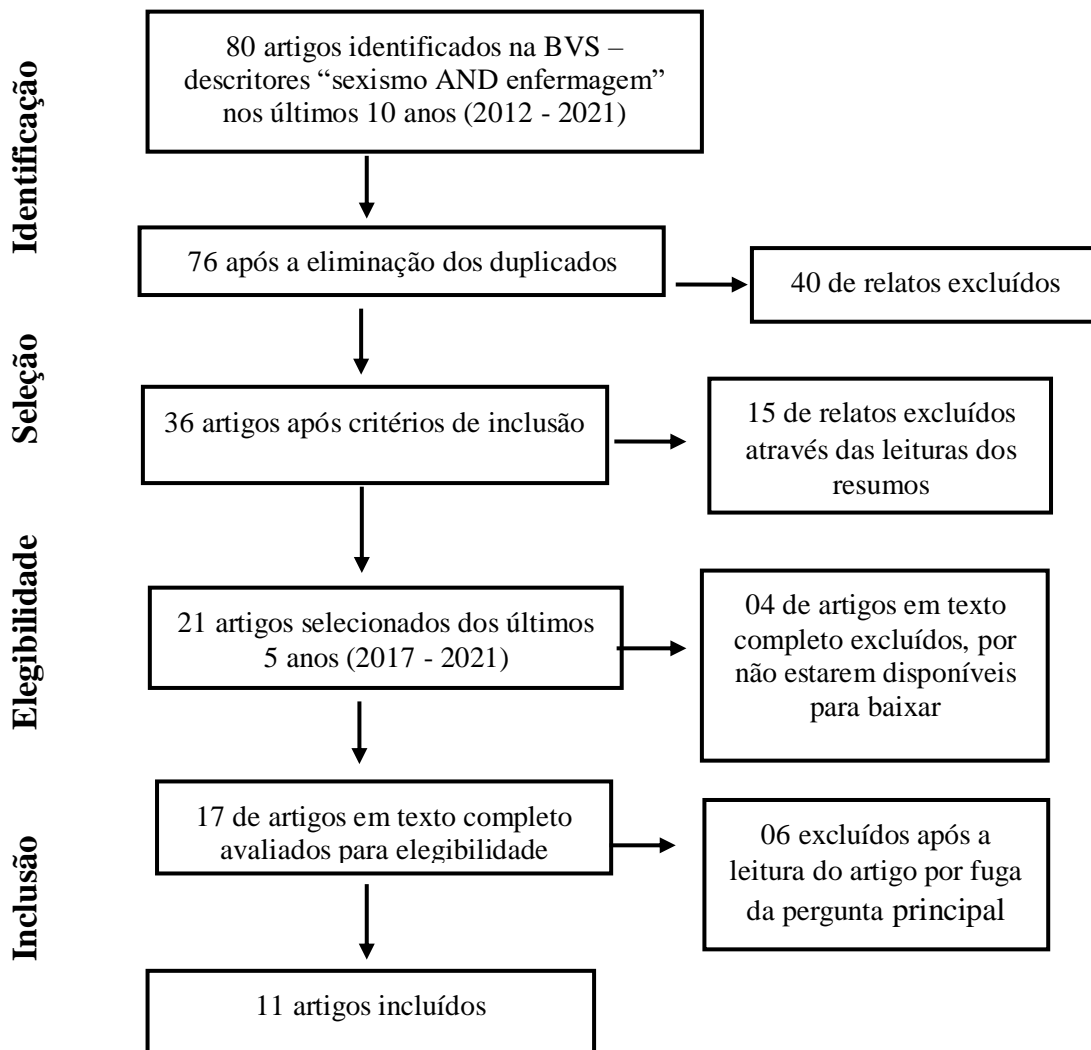 Identificação
80 artigos identificados na BVS –
descritores “sexismo AND enfermagem”
nos últimos 10 anos (2012 - 2021)
76 após a eliminação dos duplicados
40 de relatos excluídos
Seleção
36 artigos após critérios de inclusão
15 de relatos excluídos
através das leituras dos
resumos
Elegibilidade
21 artigos selecionados dos últimos
5 anos (2017 - 2021)
04 de artigos em texto
completo excluídos, por
não estarem disponíveis
para baixar
Inclusão
17 de artigos em texto completo
avaliados para elegibilidade
06 excluídos após a
leitura do artigo por fuga
da pergunta principal
11 artigos incluídos